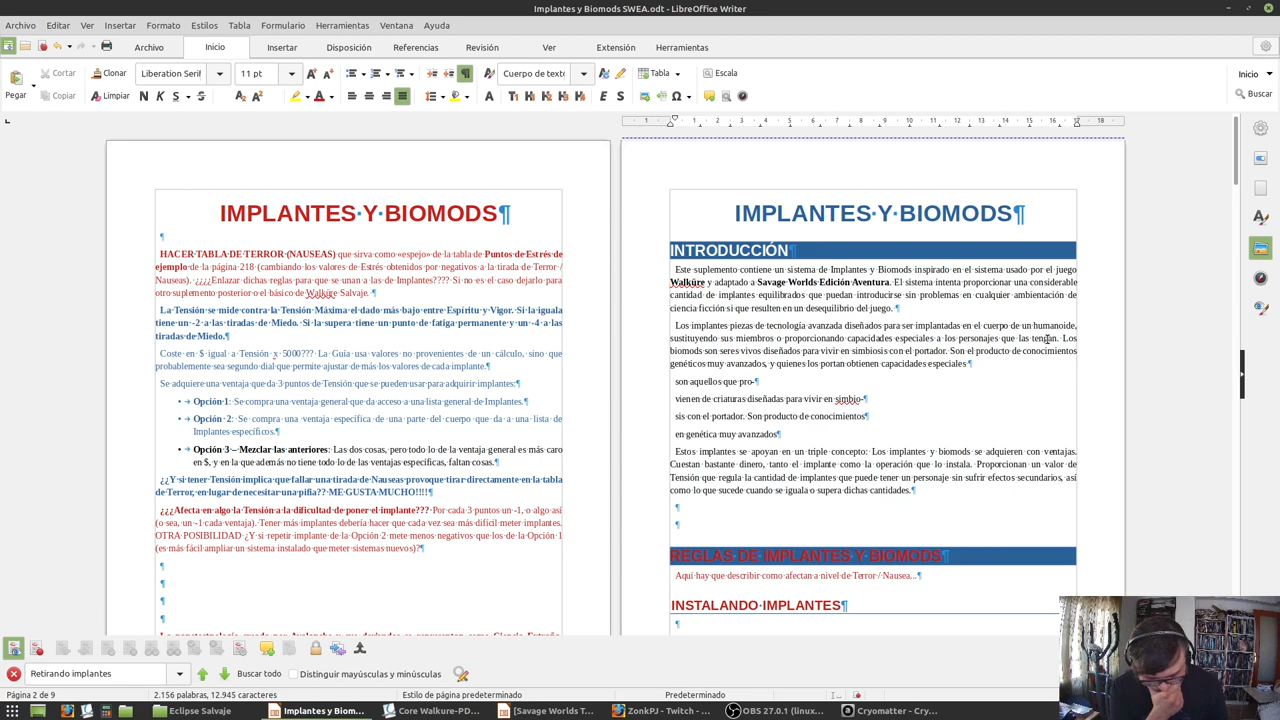 Implantes y Biomods SWEA.odt - LibreOffice Writer
Archivo Editar Ver Insertar Formato Estilos Tabla Formulario Herramientas Ventana Ayuda
Archivo Inicio Insertar Disposición Referencias Revisión Ver Extensión Herramientas
Pegar Cortar Clonar Liberation Serif 11 pt Cuerpo de texto Tabla Escala Inicio
Copiar Limpiar N K S S Buscar
1 1 2 3 4 5 6 7 8 9 10 11 12 13 14 15 16 17 18
IMPLANTES·Y·BIOMODS¶
¶
HACER·TABLA·DE·TERROR·(NAUSEAS)·que·sirva·como·«espejo»·de·la·tabla·de·Puntos·de·Estrés·de·
ejemplo·de·la·página·218·(cambiando·los·valores·de·Estrés·obtenidos·por·negativos·a·la·tirada·de·Terror·/·
Nauseas).·¿¿¿¿Enlazar·dichas·reglas·para·que·se·unan·a·las·de·Implantes????·Si·no·es·el·caso·dejarlo·para·
otro·suplemento·posterior·o·el·básico·de·Walküre·Salvaje.·¶
La·Tensión·se·mide·contra·la·Tensión·Máxima·el·dado·más·bajo·entre·Espíritu·y·Vigor.·Si·la·iguala·
tiene·un·-2·a·las·tiradas·de·Miedo.·Si·la·supera·tiene·un·punto·de·fatiga·permanente·y·un·-4·a·las·
tiradas·de·Miedo.¶
Coste·en·$·igual·a·Tensión·x·5000???·La·Guía·usa·valores·no·provenientes·de·un·cálculo,·sino·que·
probablemente·sea·segundo·dial·que·permite·ajustar·de·más·los·valores·de·cada·implante.¶
Se·adquiere·una·ventaja·que·da·3·puntos·de·Tensión·que·se·pueden·usar·para·adquirir·implantes:¶
• Opción·1:·Se·compra·una·ventaja·general·que·da·acceso·a·una·lista·general·de·Implantes.¶
• Opción·2:·Se·compra·una·ventaja·específica·de·una·parte·del·cuerpo·que·da·a·una·lista·de·
Implantes·específicos.¶
• Opción·3·–·Mezclar·las·anteriores:·Las·dos·cosas,·pero·todo·lo·de·la·ventaja·general·es·más·caro·
en·$,·y·en·la·que·además·no·tiene·todo·lo·de·las·ventajas·específicas,·faltan·cosas.¶
¿¿Y·si·tener·Tensión·implica·que·fallar·una·tirada·de·Nauseas·provoque·tirar·directamente·en·la·tabla·
de·Terror,·en·lugar·de·necesitar·una·pifia??·ME·GUSTA·MUCHO!!!!¶
¿¿¿Afecta·en·algo·la·Tensión·a·la·dificultad·de·poner·el·implante???·Por·cada·3·puntos·un·-1,·o·algo·así·
(o·sea,·un·-1·cada·ventaja).·Tener·más·implantes·debería·hacer·que·cada·vez·sea·más·difícil·meter·implantes.·
OTRA·POSIBILIDAD·¿Y·si·repetir·implante·de·la·Opción·2·mete·menos·negativos·que·los·de·la·Opción·1·
(es·más·fácil·ampliar·un·sistema·instalado·que·meter·sistemas·nuevos)?¶
¶
¶
¶
¶
IMPLANTES·Y·BIOMODS¶
INTRODUCCIÓN¶
Este·suplemento·contiene·un·sistema·de·Implantes·y·Biomods·inspirado·en·el·sistema·usado·por·el·juego·
Walküre·y·adaptado·a·Savage·Worlds·Edición·Aventura.·El·sistema·intenta·proporcionar·una·considerable·
cantidad·de·implantes·equilibrados·que·puedan·introducirse·sin·problemas·en·cualquier·ambientación·de·
ciencia·ficción·si·que·resulten·en·un·desequilibrio·del·juego.·¶
Los·implantes·piezas·de·tecnología·avanzada·diseñados·para·ser·implantadas·en·el·cuerpo·de·un·humanoide,·
sustituyendo·sus·miembros·o·proporcionando·capacidades·especiales·a·los·personajes·que·las·tengan.·Los·
biomods·son·seres·vivos·diseñados·para·vivir·en·simbiosis·con·el·portador.·Son·el·producto·de·conocimientos·
genéticos·muy·avanzados,·y·quienes·los·portan·obtienen·capacidades·especiales·¶
son·aquellos·que·pro-¶
vienen·de·criaturas·diseñadas·para·vivir·en·simbio-¶
sis·con·el·portador.·Son·producto·de·conocimientos¶
en·genética·muy·avanzados¶
Estos·implantes·se·apoyan·en·un·triple·concepto:·Los·implantes·y·biomods·se·adquieren·con·ventajas.·
Cuestan·bastante·dinero,·tanto·el·implante·como·la·operación·que·lo·instala.·Proporcionan·un·valor·de·
Tensión·que·regula·la·cantidad·de·implantes·que·puede·tener·un·personaje·sin·sufrir·efectos·secundarios,·así·
como·lo·que·sucede·cuando·se·iguala·o·supera·dichas·cantidades.¶
¶
¶
REGLAS·DE·IMPLANTES·Y·BIOMODS¶
Aquí·hay·que·describir·como·afectan·a·nivel·de·Terror·/·Nausea...¶
INSTALANDO·IMPLANTES¶
¶
Retirando implantes Buscar todo Distinguir mayúsculas y minúsculas
Página 2 de 9 2.156 palabras, 12.945 caracteres Estilo de página predeterminado Predeterminado
Eclipse Salvaje Implantes y Biom... Core Walkure-PD... [Savage Worlds T... ZonkPJ - Twitch - ... OBS 27.0.1 (linux... Cryomatter - Cry...